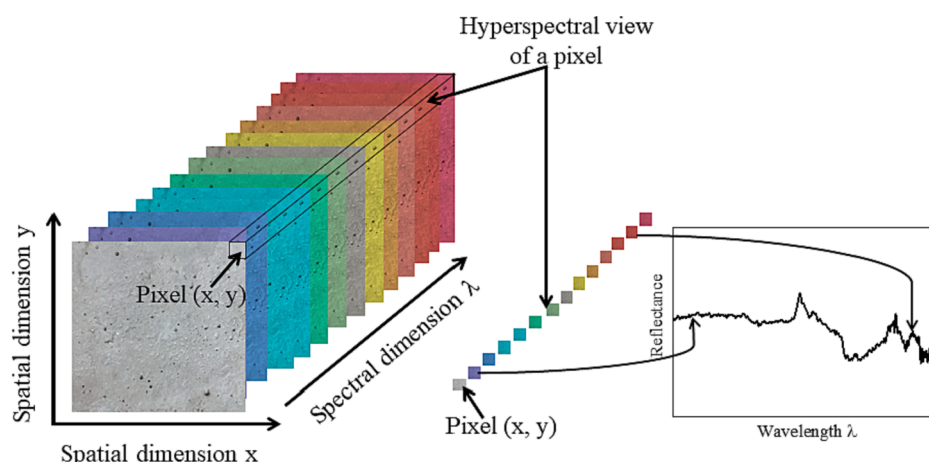 Hyperspectral view
of a pixel
Spatial dimension y
Pixel (x, y)
Spectral dimension λ
Spatial dimension x
Pixel (x, y)
Reflectance
Wavelength λ